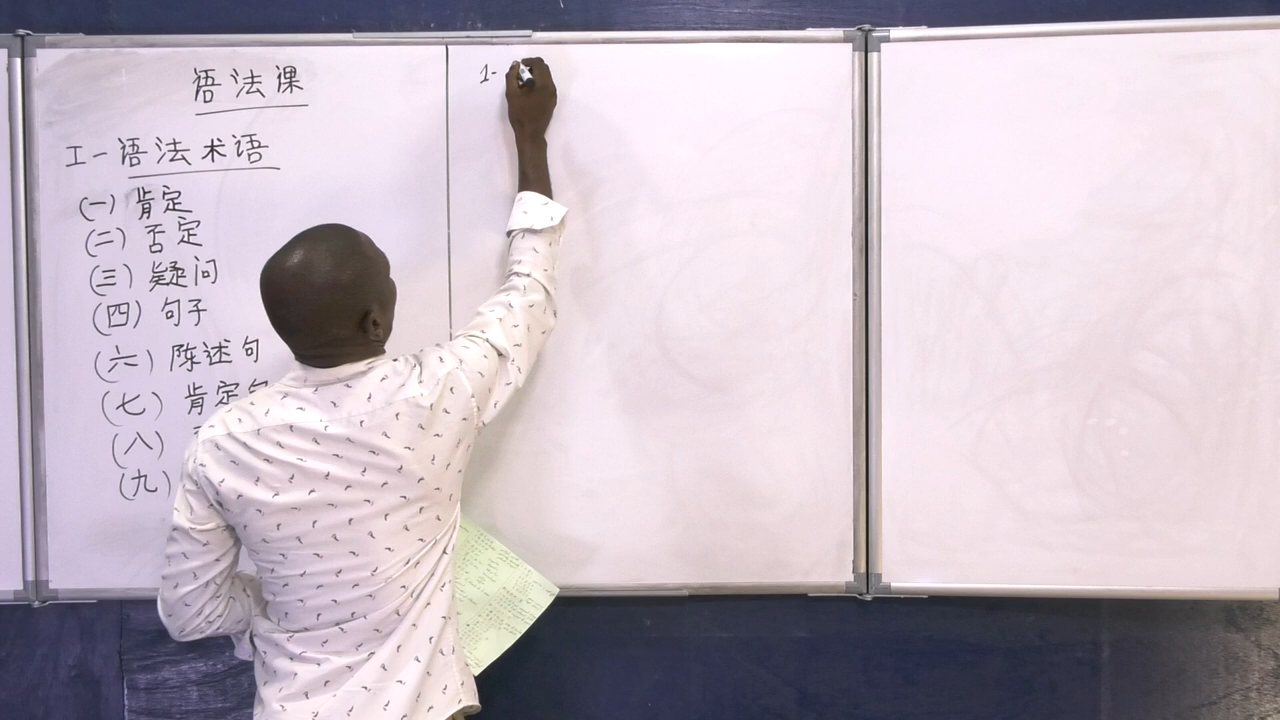 语法课
I-语法术语
(一) 肯定
(二) 否定
(三) 疑问
(四) 句子
(六) 陈述句
(七) 肯定句
(八)
(九)
1-